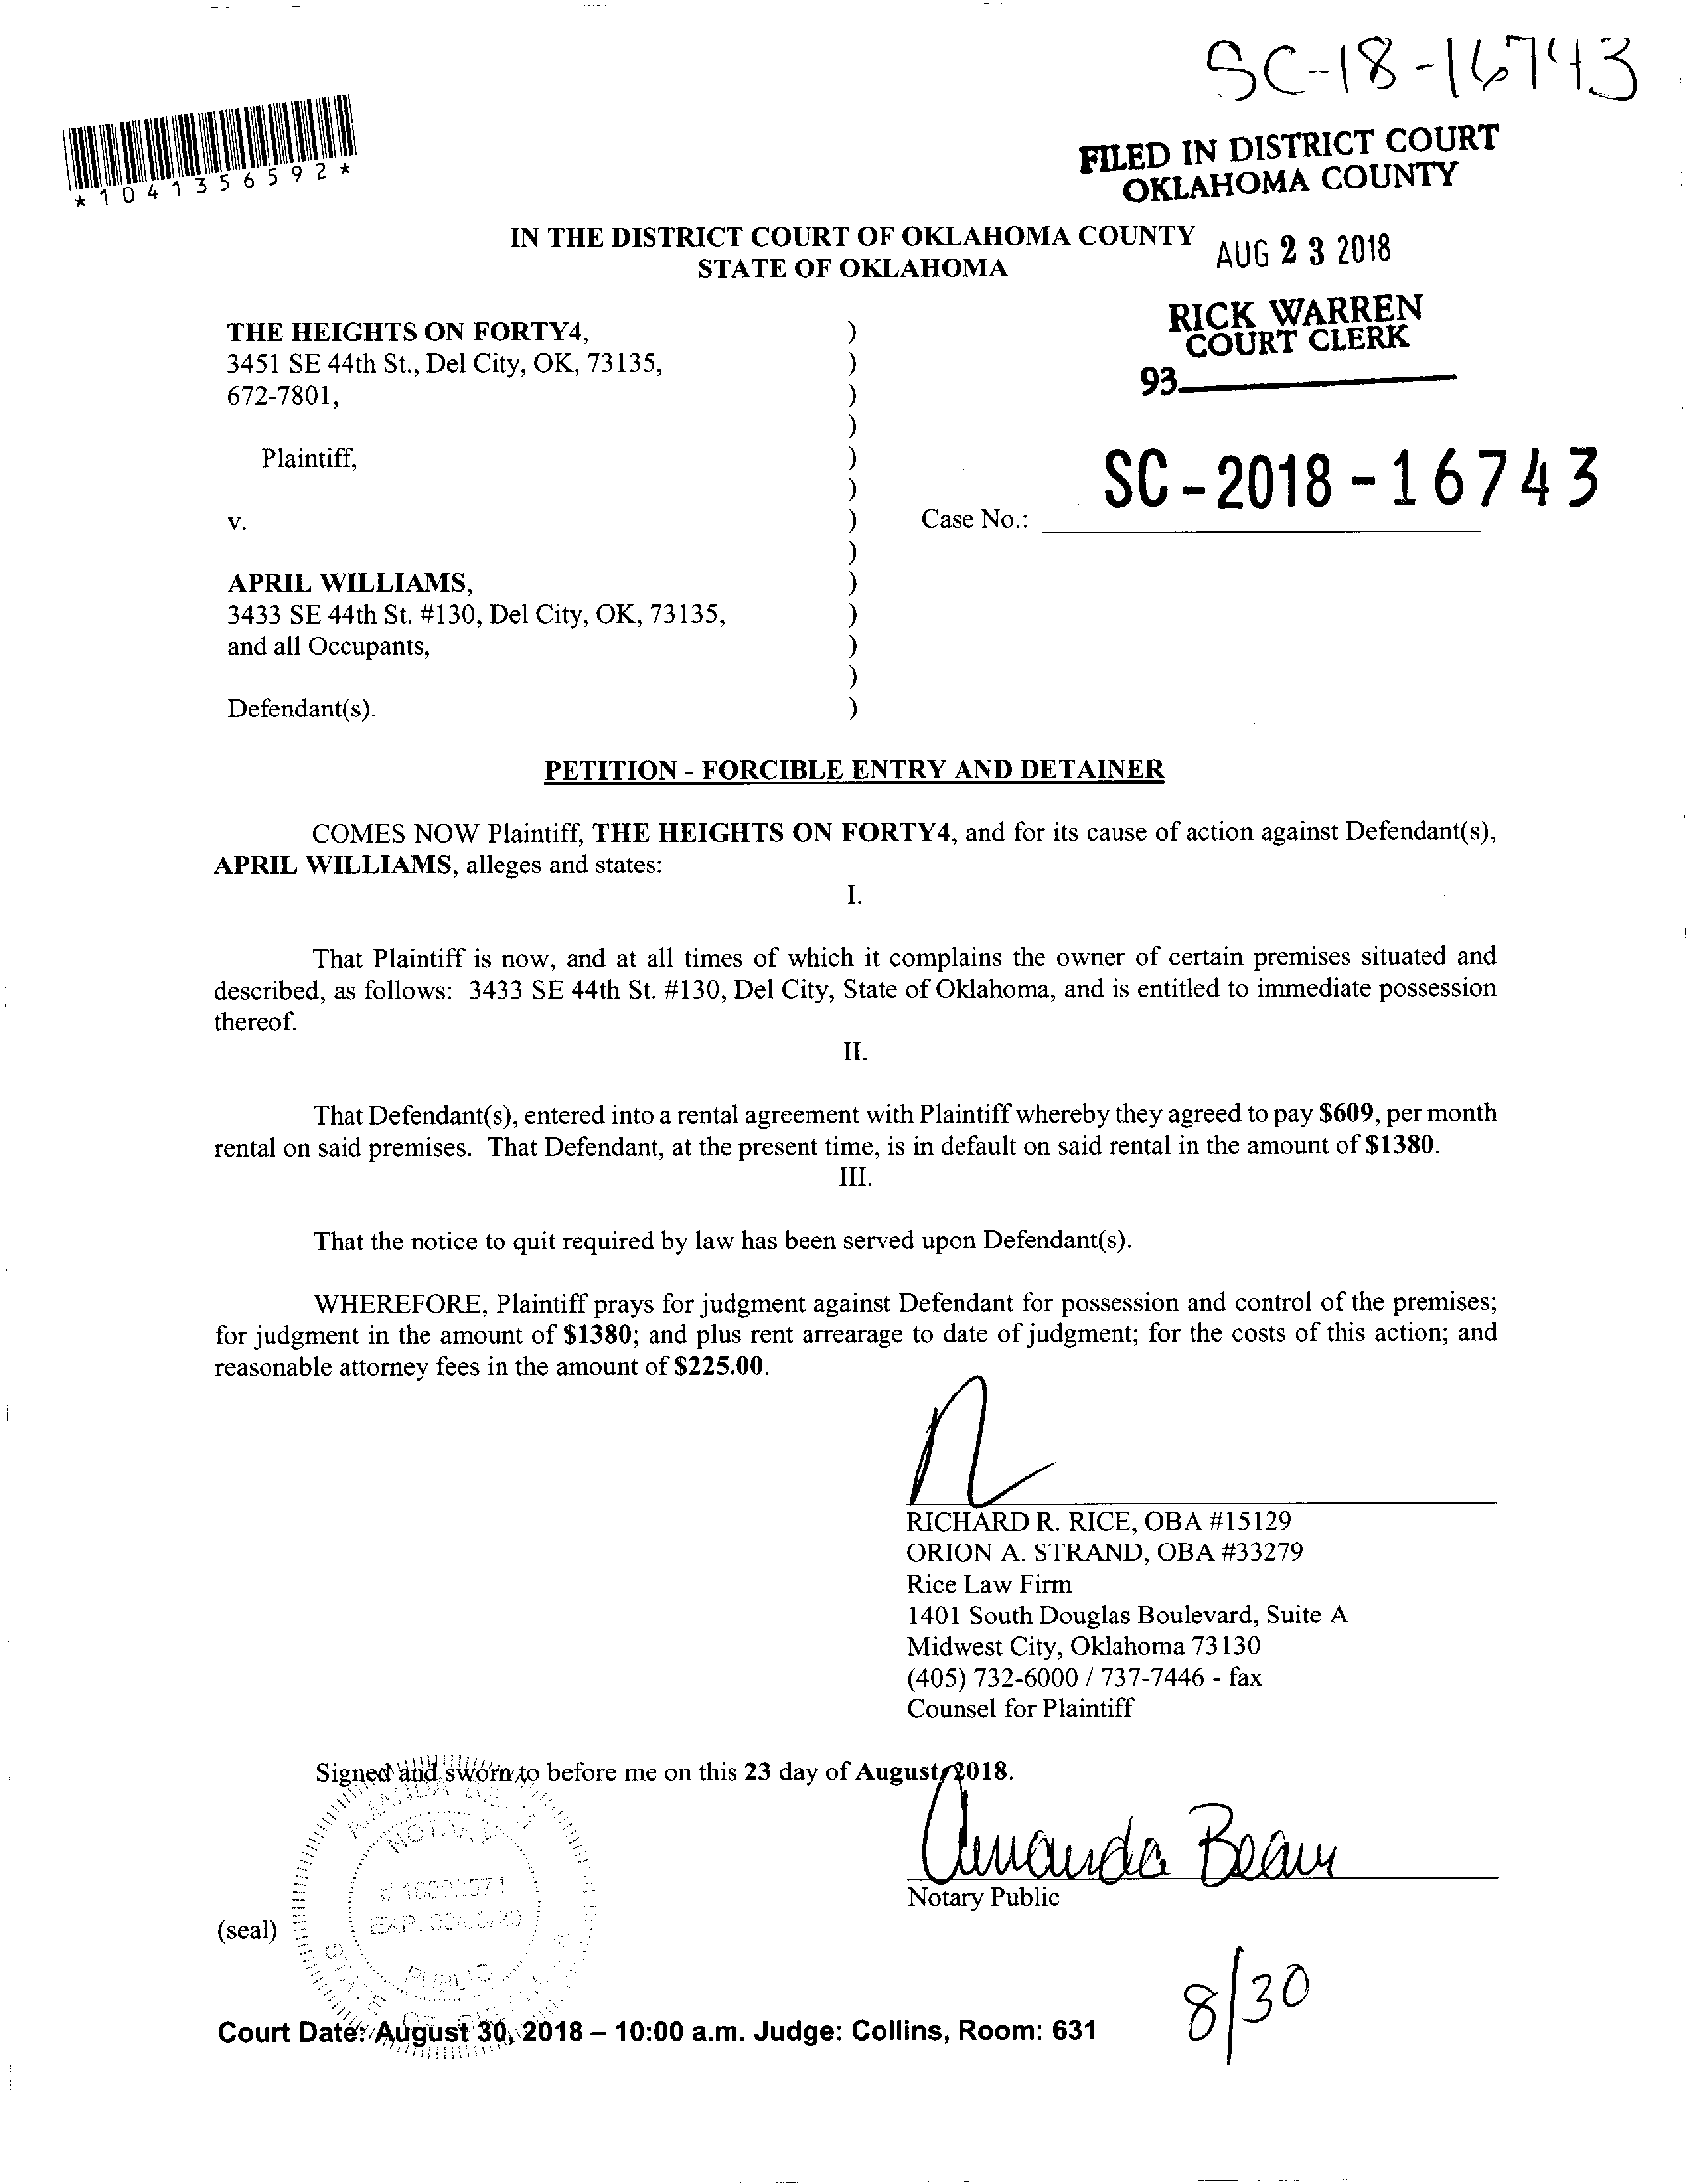 SC-18-16743
*1041356592*
FILED IN DISTRICT COURT
OKLAHOMA COUNTY
IN THE DISTRICT COURT OF OKLAHOMA COUNTY
STATE OF OKLAHOMA
AUG 23 2018
RICK WARREN
COURT CLERK
93
THE HEIGHTS ON FORTY4, )
3451 SE 44th St., Del City, OK, 73135, )
672-7801, )
)
Plaintiff, )
)
v. ) Case No.: SC-2018-16743
)
APRIL WILLIAMS, )
3433 SE 44th St. #130, Del City, OK, 73135, )
and all Occupants, )
)
Defendant(s). )
PETITION - FORCIBLE ENTRY AND DETAINER
COMES NOW Plaintiff, THE HEIGHTS ON FORTY4, and for its cause of action against Defendant(s),
APRIL WILLIAMS, alleges and states:
I.
That Plaintiff is now, and at all times of which it complains the owner of certain premises situated and
described, as follows: 3433 SE 44th St. #130, Del City, State of Oklahoma, and is entitled to immediate possession
thereof.
II.
That Defendant(s), entered into a rental agreement with Plaintiff whereby they agreed to pay $609, per month
rental on said premises. That Defendant, at the present time, is in default on said rental in the amount of $1380.
III.
That the notice to quit required by law has been served upon Defendant(s).
WHEREFORE, Plaintiff prays for judgment against Defendant for possession and control of the premises;
for judgment in the amount of $1380; and plus rent arrearage to date of judgment; for the costs of this action; and
reasonable attorney fees in the amount of $225.00.
RICHARD R. RICE, OBA #15129
ORION A. STRAND, OBA #33279
Rice Law Firm
1401 South Douglas Boulevard, Suite A
Midwest City, Oklahoma 73130
(405) 732-6000 / 737-7446 - fax
Counsel for Plaintiff
Signed and sworn to before me on this 23 day of August, 2018.
Amanda Beam
Notary Public
(seal)
NOTARY
EXP.
PUBLIC
STATE
8/30
Court Date: August 30, 2018 – 10:00 a.m. Judge: Collins, Room: 631